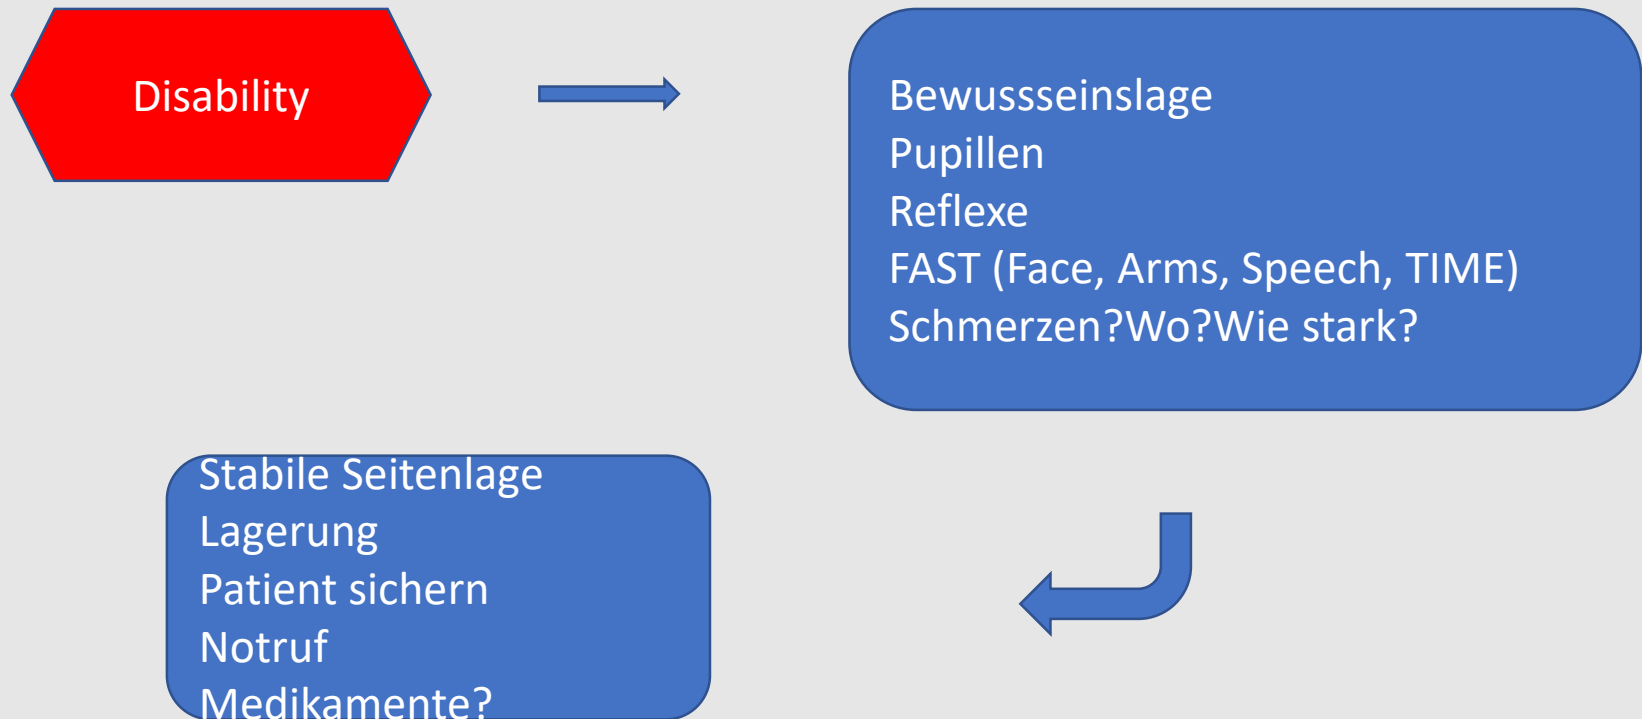 Disability
Bewussseinslage
Pupillen
Reflexe
FAST (Face, Arms, Speech, TIME)
Schmerzen?Wo?Wie stark?
Stabile Seitenlage
Lagerung
Patient sichern
Notruf
Medikamente?